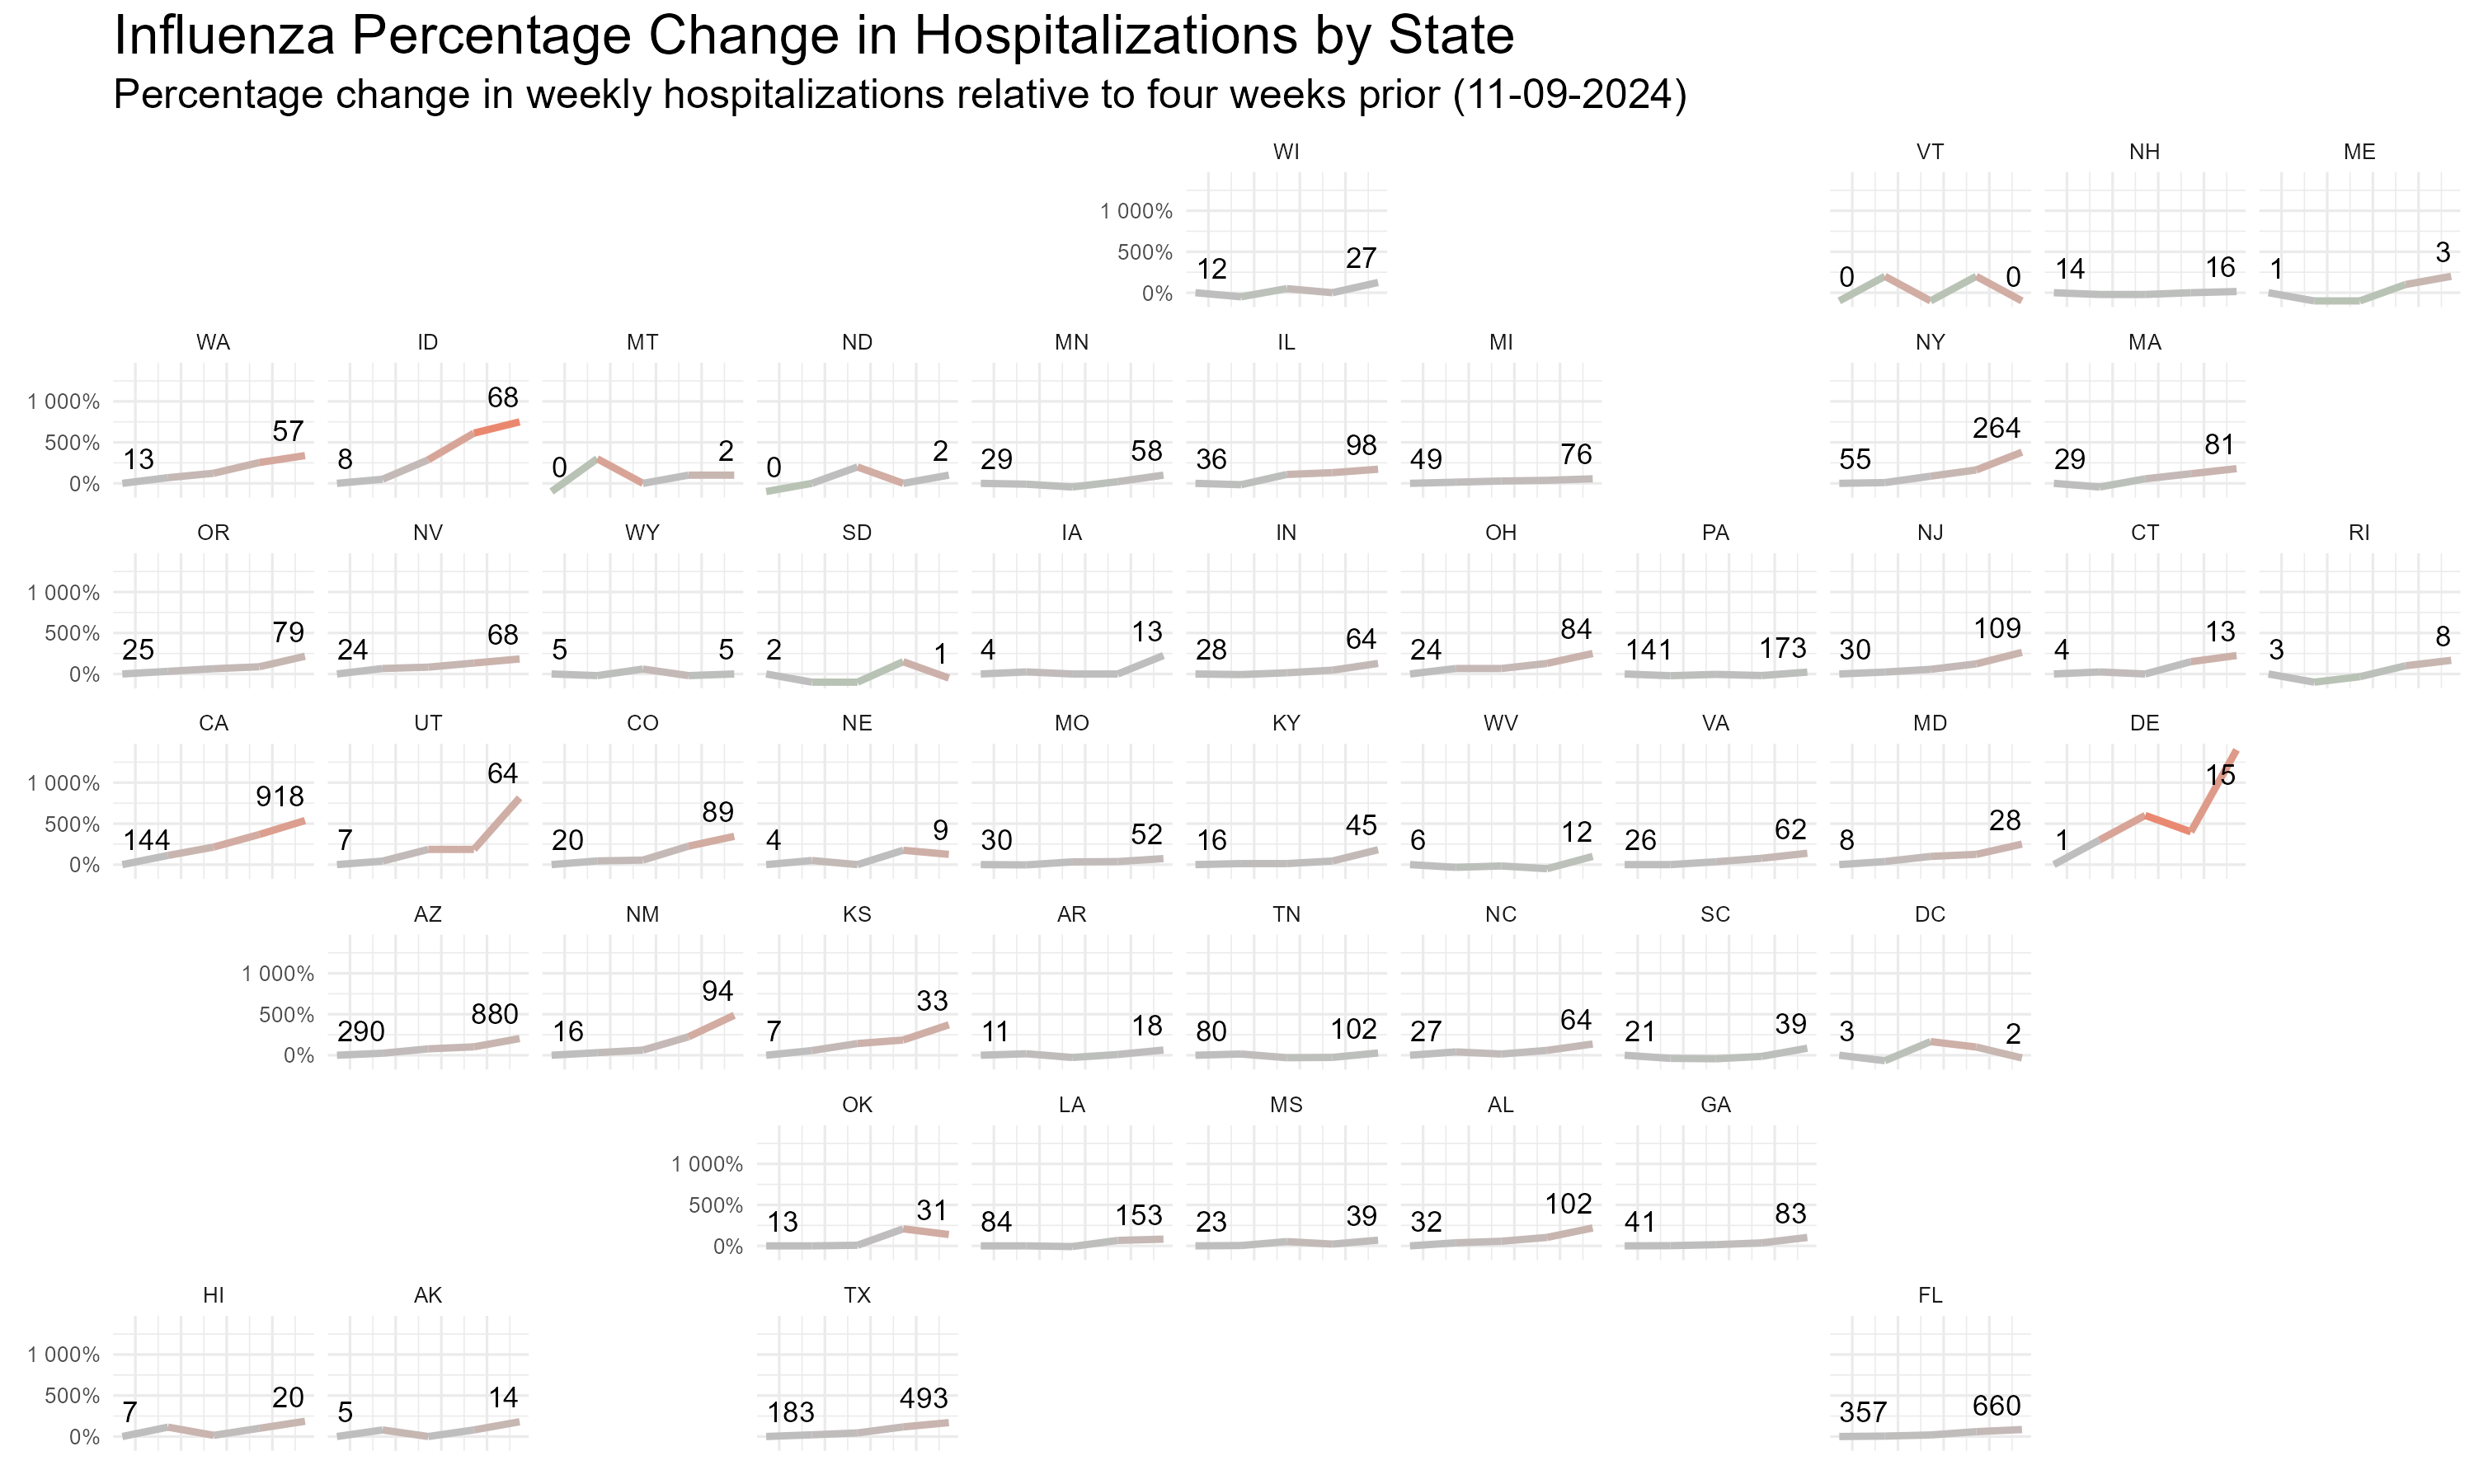 Influenza Percentage Change in Hospitalizations by State
Percentage change in weekly hospitalizations relative to four weeks prior (11-09-2024)
WI VT NH ME
1 000%
500%
0%
12 27 0 0 14 16 1 3
WA ID MT ND MN IL MI NY MA
1 000%
500%
0%
13 57 8 68 0 2 0 2 29 58 36 98 49 76 55 264 29 81
OR NV WY SD IA IN OH PA NJ CT RI
1 000%
500%
0%
25 79 24 68 5 5 2 1 4 13 28 64 24 84 141 173 30 109 4 13 3 8
CA UT CO NE MO KY WV VA MD DE
1 000%
500%
0%
144 918 7 64 20 89 4 9 30 52 16 45 6 12 26 62 8 28 1 15
AZ NM KS AR TN NC SC DC
1 000%
500%
0%
290 880 16 94 7 33 11 18 80 102 27 64 21 39 3 2
OK LA MS AL GA
1 000%
500%
0%
13 31 84 153 23 39 32 102 41 83
HI AK TX FL
1 000%
500%
0%
7 20 5 14 183 493 357 660